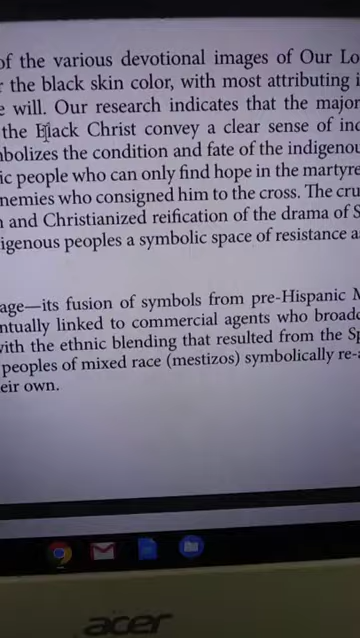 of the various devotional images of Our Lo
r the black skin color, with most attributing i
e will. Our research indicates that the major
the Black Christ convey a clear sense of inc
mbolizes the condition and fate of the indigenou
ic people who can only find hope in the martyre
nemies who consigned him to the cross. The cru
n and Christianized reification of the drama of S
igenous peoples a symbolic space of resistance a
age—its fusion of symbols from pre-Hispanic M
ntually linked to commercial agents who broadc
with the ethnic blending that resulted from the Sp
peoples of mixed race (mestizos) symbolically re-a
eir own.
acer